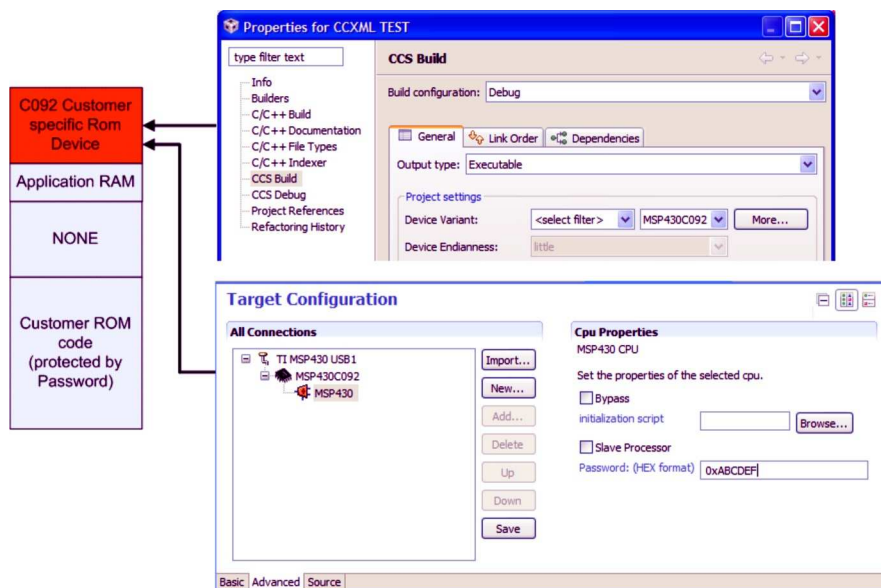 C092 Customer
specific Rom
Device
Application RAM
NONE
Customer ROM
code
(protected by
Password)
Properties for CCXML TEST
type filter text
Info
Builders
C/C++ Build
C/C++ Documentation
C/C++ File Types
C/C++ Indexer
CCS Build
CCS Debug
Project References
Refactoring History
CCS Build
Build configuration: Debug
General Link Order Dependencies
Output type: Executable
Project settings
Device Variant: <select filter> MSP430C092 More...
Device Endianness: little
Target Configuration
All Connections
TI MSP430 USB1
MSP430C092
MSP430
Import...
New...
Add...
Delete
Up
Down
Save
Cpu Properties
MSP430 CPU
Set the properties of the selected cpu.
Bypass
initialization script Browse...
Slave Processor
Password: (HEX format) 0xABCDEF
Basic Advanced Source